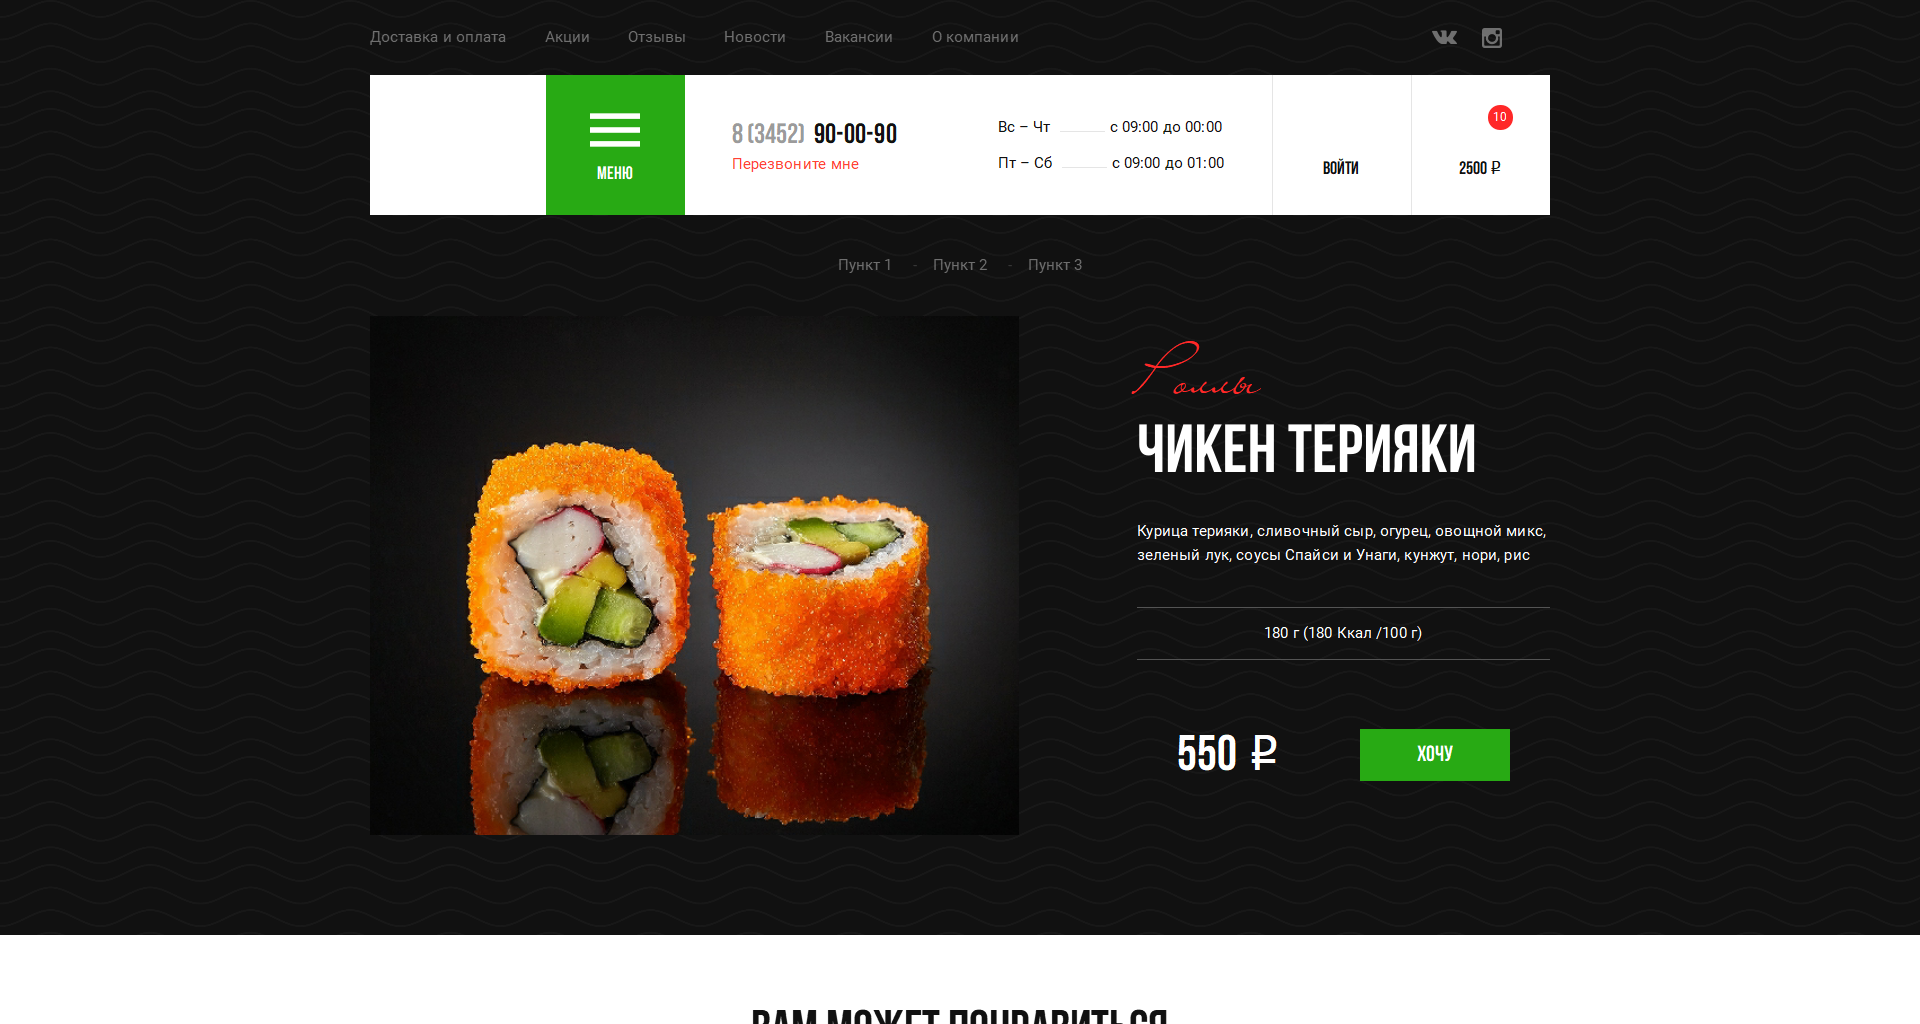 Доставка и оплата Акции Отзывы Новости Вакансии О компании
МЕНЮ
8 (3452) 90-00-90
Перезвоните мне
Вс – Чт с 09:00 до 00:00
Пт – Сб с 09:00 до 01:00
ВОЙТИ
10
2500 ₽
Пункт 1 - Пункт 2 - Пункт 3
Роллы
ЧИКЕН ТЕРИЯКИ
Курица терияки, сливочный сыр, огурец, овощной микс,
зеленый лук, соусы Спайси и Унаги, кунжут, нори, рис
180 г (180 Ккал /100 г)
550 ₽
ХОЧУ
ВАМ МОЖЕТ ПОНРАВИТЬСЯ